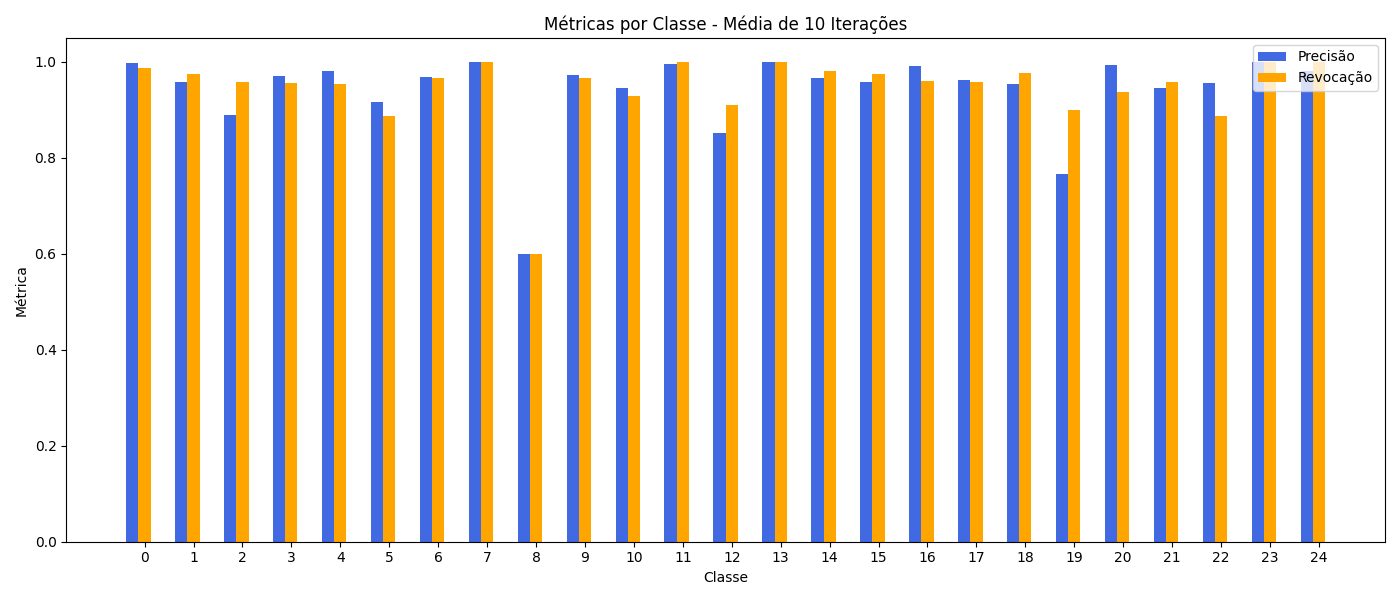 Métricas por Classe - Média de 10 Iterações
Precisão
Revocação
Métrica
1.0
0.8
0.6
0.4
0.2
0.0
0 1 2 3 4 5 6 7 8 9 10 11 12 13 14 15 16 17 18 19 20 21 22 23 24
Classe